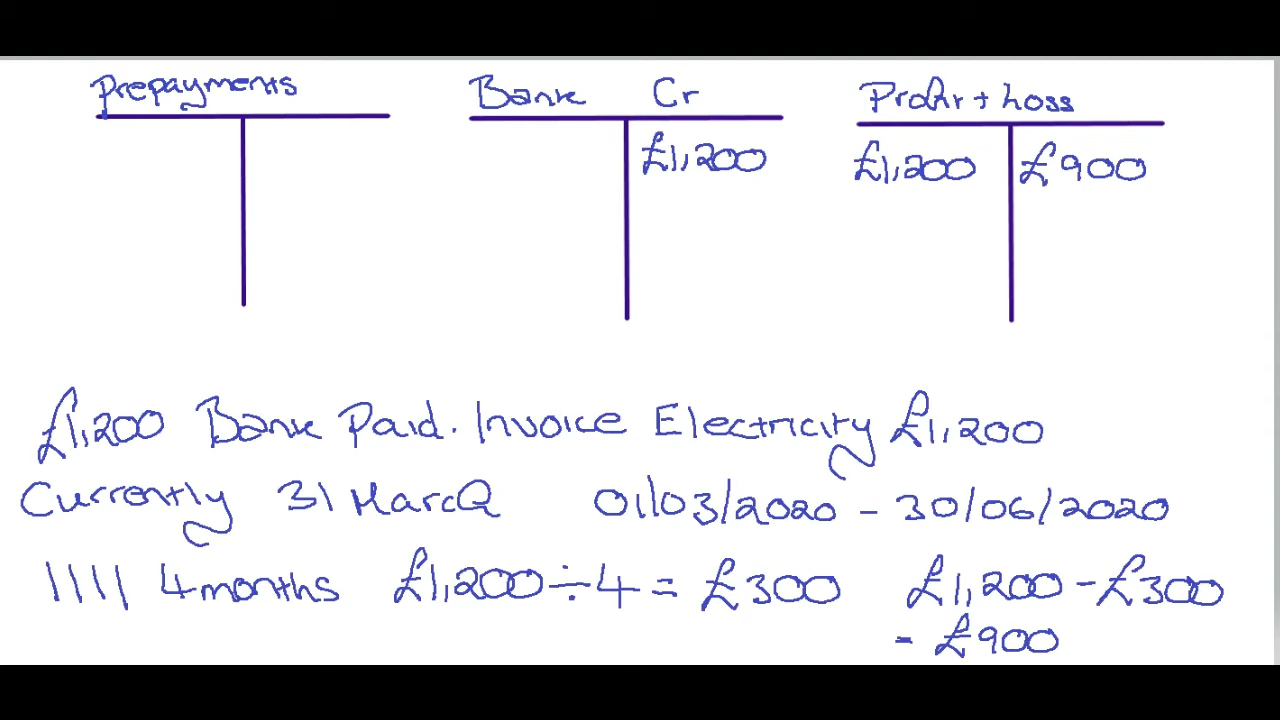 Prepayments Bank Cr Profit + Loss
£1,200 £1,200 £900
£1,200 Bank Paid. Invoice Electricity £1,200
Currently 31 March 01/03/2020 - 30/06/2020
1111 4 months £1,200 ÷ 4 = £300 £1,200 - £300
- £900